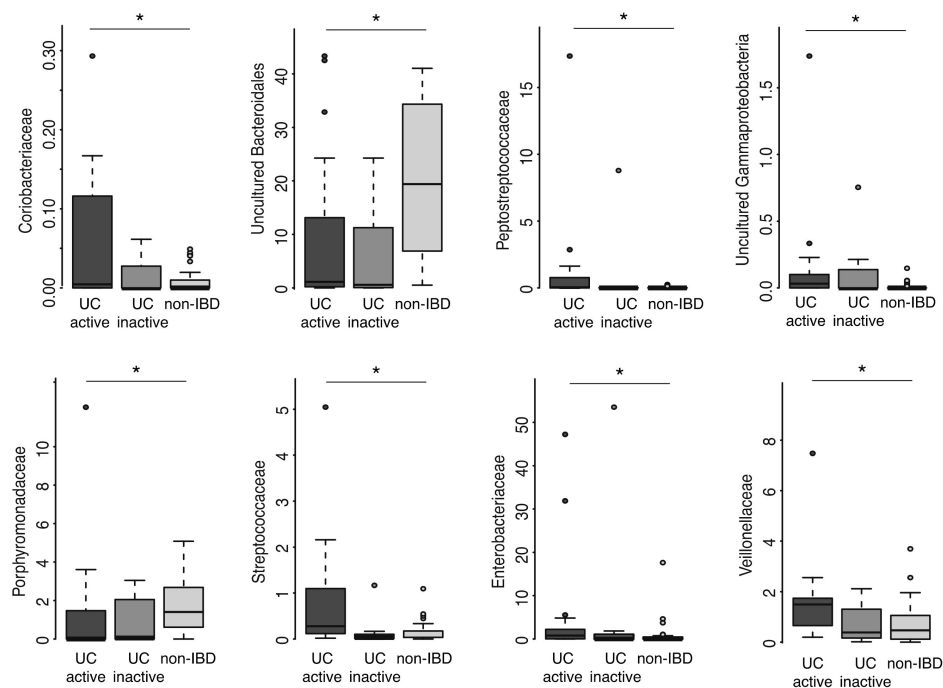 *
Coriobacteriaceae
0.30
0.20
0.10
0.00
UC
active
UC
inactive
non-IBD
*
Uncultured Bacteroidales
40
30
20
10
0
UC
active
UC
inactive
non-IBD
*
Peptostreptococcaceae
15
10
5
0
UC
active
UC
inactive
non-IBD
*
Uncultured Gammaproteobacteria
1.5
1.0
0.5
0.0
UC
active
UC
inactive
non-IBD
*
Porphyromonadaceae
10
8
6
4
2
0
UC
active
UC
inactive
non-IBD
*
Streptococcaceae
5
4
3
2
1
0
UC
active
UC
inactive
non-IBD
*
Enterobacteriaceae
50
40
30
20
10
0
UC
active
UC
inactive
non-IBD
*
Veillonellaceae
8
6
4
2
0
UC
active
UC
inactive
non-IBD